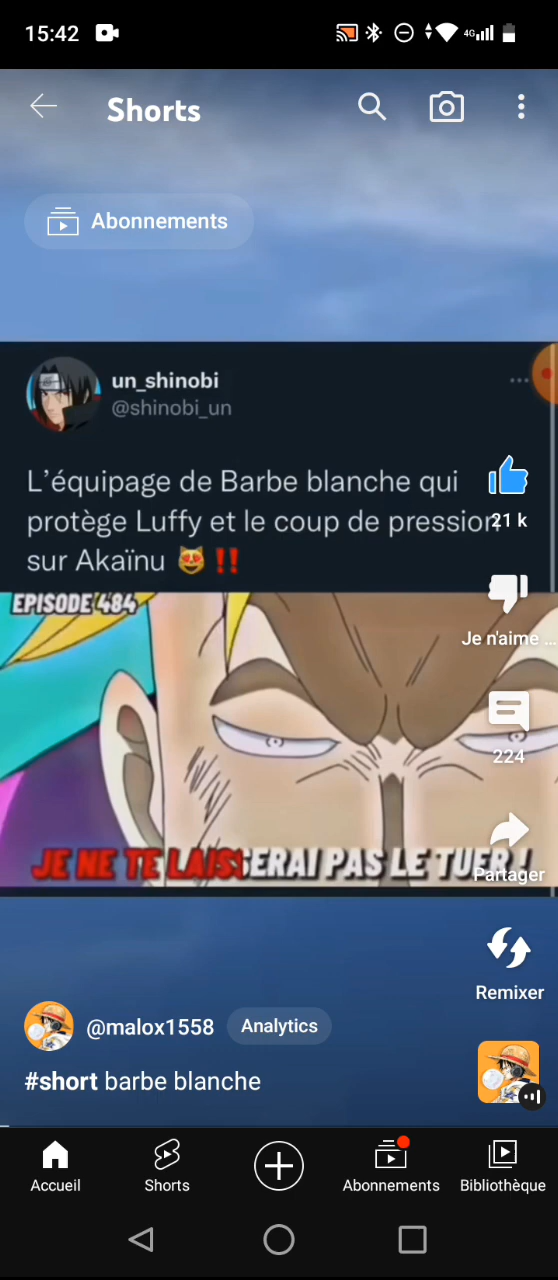 15:42
4G
Shorts
Abonnements
un_shinobi
@shinobi_un
L’équipage de Barbe blanche qui
protège Luffy et le coup de pression
sur Akaïnu 😻 ‼️
21 k
EPISODE 484
Je n'aime ...
224
JE NE TE LAISSERAI PAS LE TUER !
Partager
Remixer
@malox1558
Analytics
#short barbe blanche
Accueil
Shorts
Abonnements
Bibliothèque